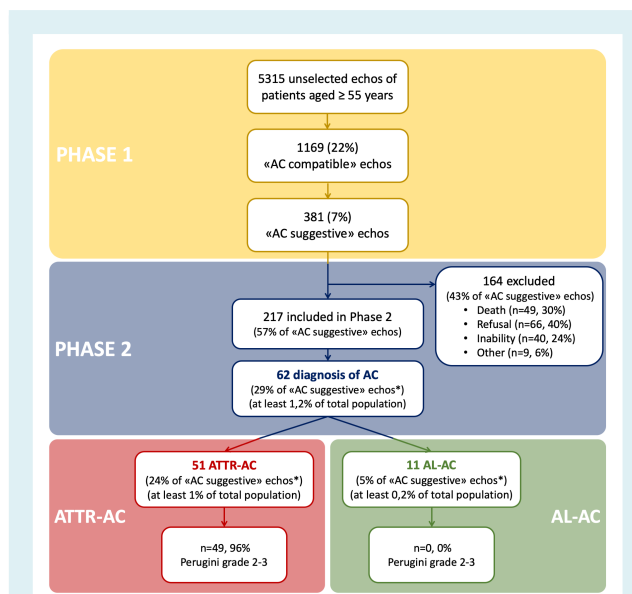 5315 unselected echos of
patients aged ≥ 55 years
PHASE 1
1169 (22%)
«AC compatible» echos
381 (7%)
«AC suggestive» echos
164 excluded
(43% of «AC suggestive» echos)
• Death (n=49, 30%)
• Refusal (n=66, 40%)
• Inability (n=40, 24%)
• Other (n=9, 6%)
217 included in Phase 2
(57% of «AC suggestive» echos)
PHASE 2
62 diagnosis of AC
(29% of «AC suggestive» echos*)
(at least 1,2% of total population)
51 ATTR-AC
(24% of «AC suggestive» echos*)
(at least 1% of total population)
11 AL-AC
(5% of «AC suggestive» echos*)
(at least 0,2% of total population)
ATTR-AC
AL-AC
n=49, 96%
Perugini grade 2-3
n=0, 0%
Perugini grade 2-3